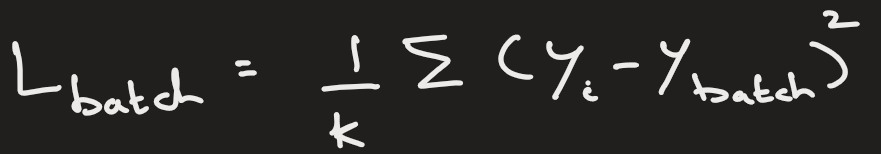 L_batch = 1/k Σ (y_i - y_batch)²